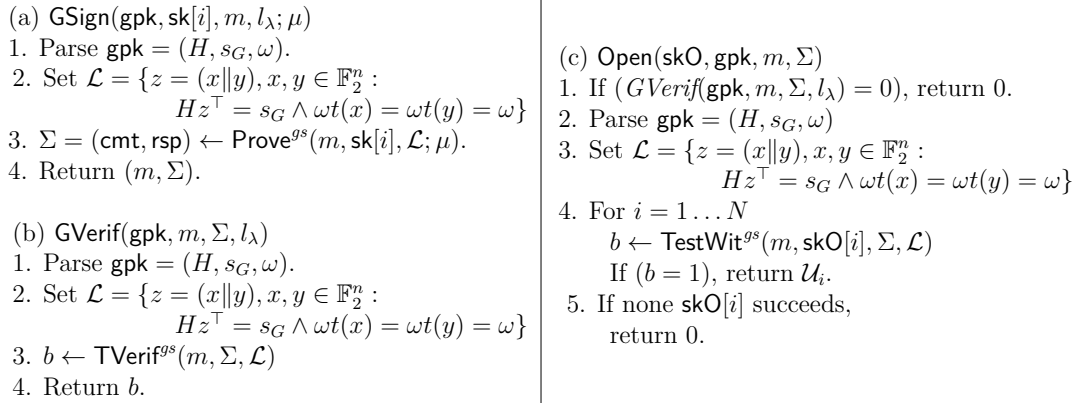 (a) GSign(gpk, sk[i], m, l_λ; μ)
1. Parse gpk = (H, s_G, ω).
2. Set 𝓛 = {z = (x‖y), x, y ∈ 𝔽₂ⁿ :
Hz^⊤ = s_G ∧ ωt(x) = ωt(y) = ω}
3. Σ = (cmt, rsp) ← Prove^{gs}(m, sk[i], 𝓛; μ).
4. Return (m, Σ).
(b) GVerif(gpk, m, Σ, l_λ)
1. Parse gpk = (H, s_G, ω).
2. Set 𝓛 = {z = (x‖y), x, y ∈ 𝔽₂ⁿ :
Hz^⊤ = s_G ∧ ωt(x) = ωt(y) = ω}
3. b ← TVerif^{gs}(m, Σ, 𝓛)
4. Return b.
(c) Open(skO, gpk, m, Σ)
1. If (GVerif(gpk, m, Σ, l_λ) = 0), return 0.
2. Parse gpk = (H, s_G, ω)
3. Set 𝓛 = {z = (x‖y), x, y ∈ 𝔽₂ⁿ :
Hz^⊤ = s_G ∧ ωt(x) = ωt(y) = ω}
4. For i = 1 … N
b ← TestWit^{gs}(m, skO[i], Σ, 𝓛)
If (b = 1), return 𝒰_i.
5. If none skO[i] succeeds,
return 0.